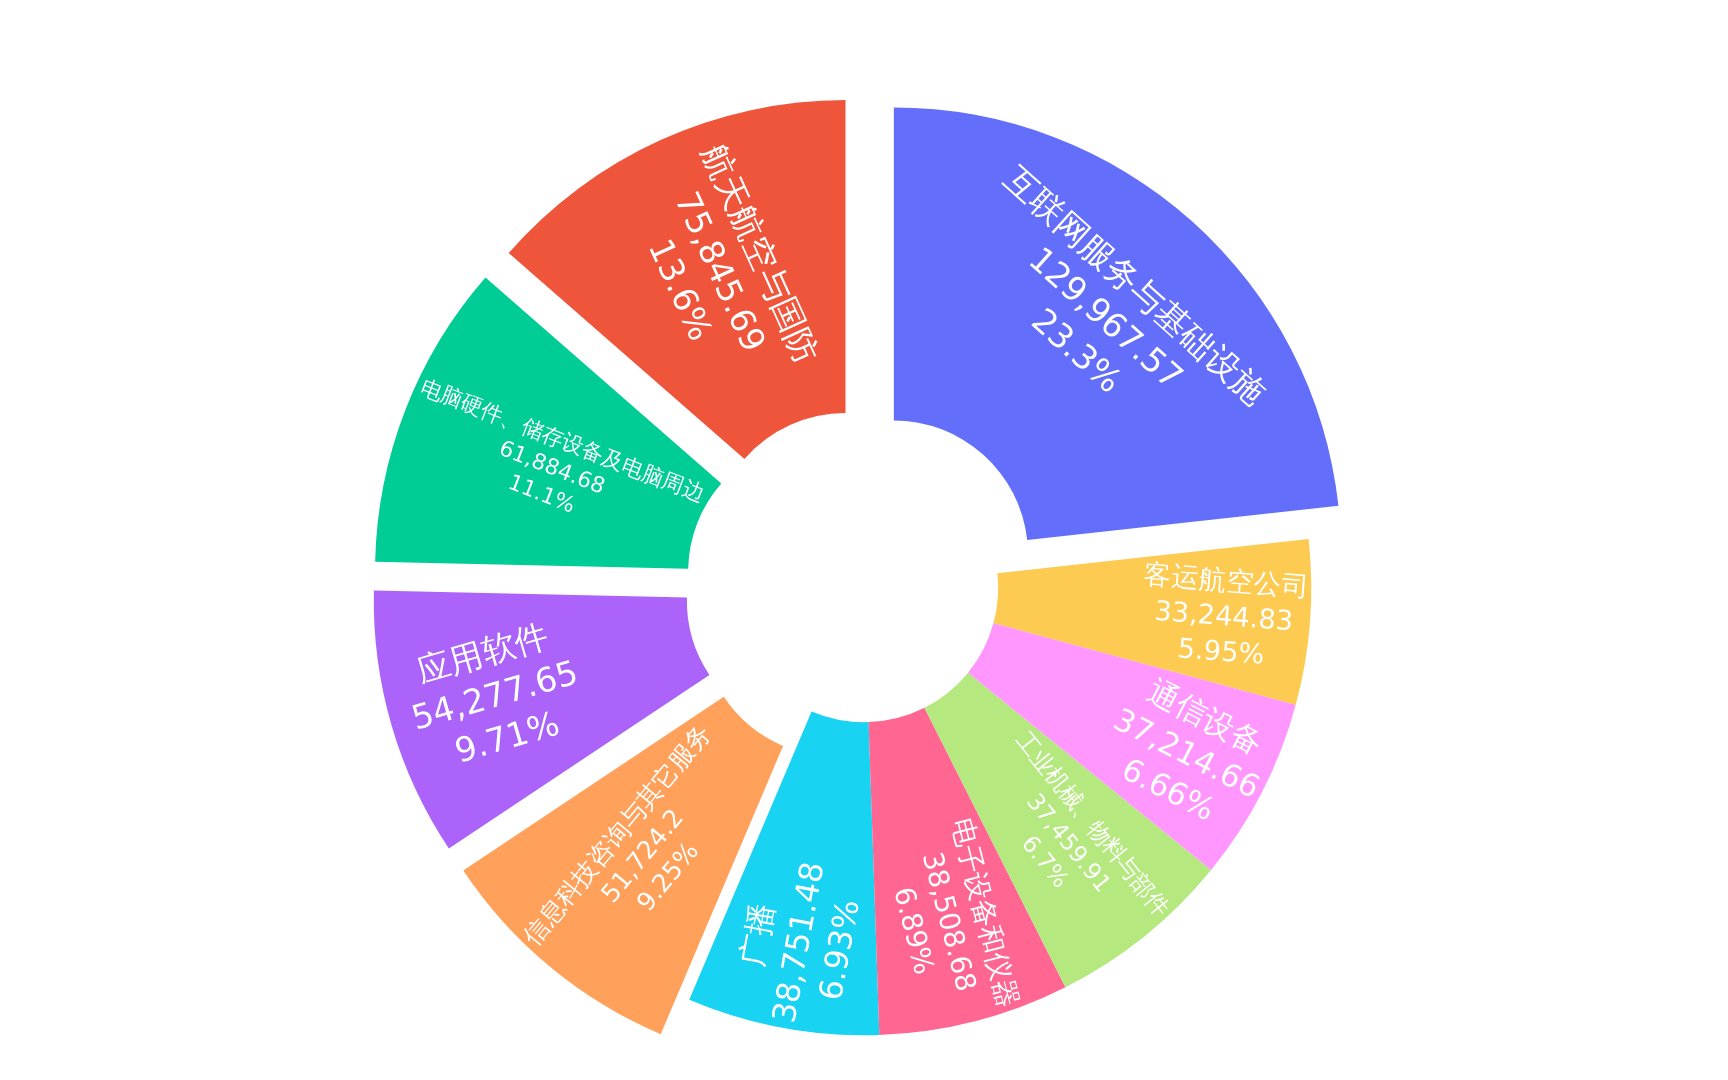 互联网服务与基础设施
129,967.57
23.3%
航天航空与国防
75,845.69
13.6%
电脑硬件、储存设备及电脑周边
61,884.68
11.1%
应用软件
54,277.65
9.71%
信息科技咨询与其它服务
51,724.2
9.25%
广播
38,751.48
6.93%
电子设备和仪器
38,508.68
6.89%
工业机械、物料与部件
37,459.91
6.7%
通信设备
37,214.66
6.66%
客运航空公司
33,244.83
5.95%